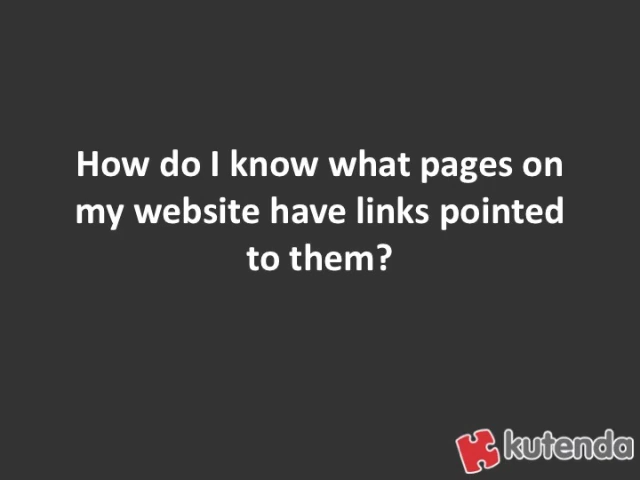 How do I know what pages on
my website have links pointed
to them?
kutenda